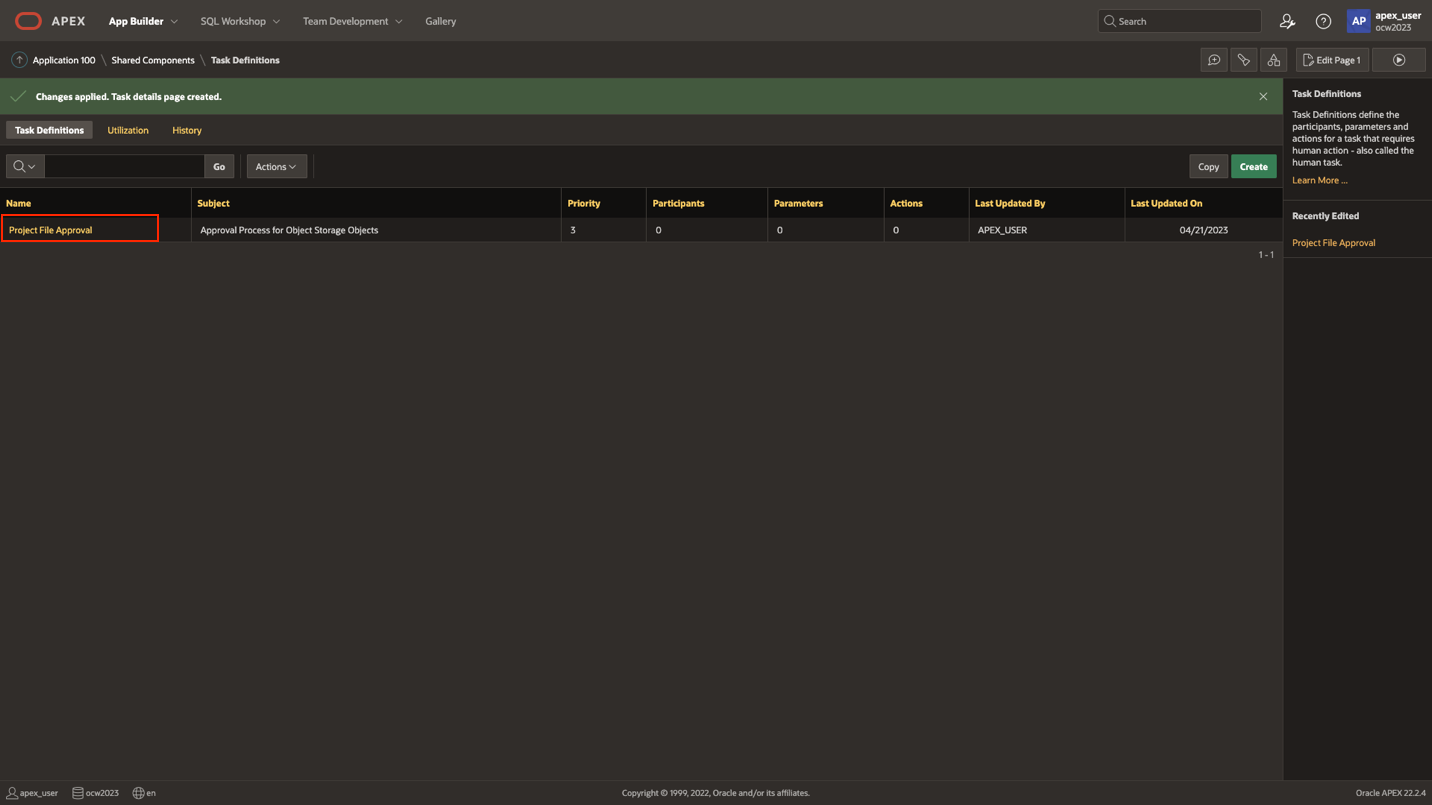 APEX App Builder SQL Workshop Team Development Gallery Search AP apex_user
ocw2023
Application 100 \ Shared Components \ Task Definitions Edit Page 1
Changes applied. Task details page created.
Task Definitions Utilization History
Go Actions Copy Create
Name Subject Priority Participants Parameters Actions Last Updated By Last Updated On
Project File Approval Approval Process for Object Storage Objects 3 0 0 0 APEX_USER 04/21/2023
1 - 1
Task Definitions
Task Definitions define the
participants, parameters and
actions for a task that requires
human action - also called the
human task.
Learn More ...
Recently Edited
Project File Approval
apex_user ocw2023 en Copyright © 1999, 2022, Oracle and/or its affiliates. Oracle APEX 22.2.4